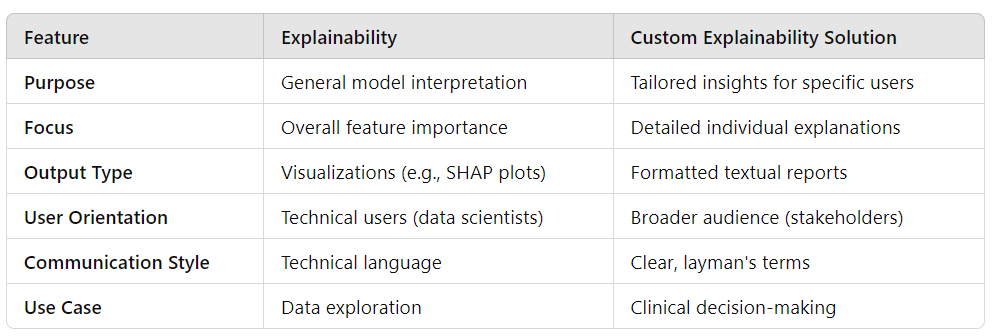 Feature Explainability Custom Explainability Solution
Purpose General model interpretation Tailored insights for specific users
Focus Overall feature importance Detailed individual explanations
Output Type Visualizations (e.g., SHAP plots) Formatted textual reports
User Orientation Technical users (data scientists) Broader audience (stakeholders)
Communication Style Technical language Clear, layman's terms
Use Case Data exploration Clinical decision-making